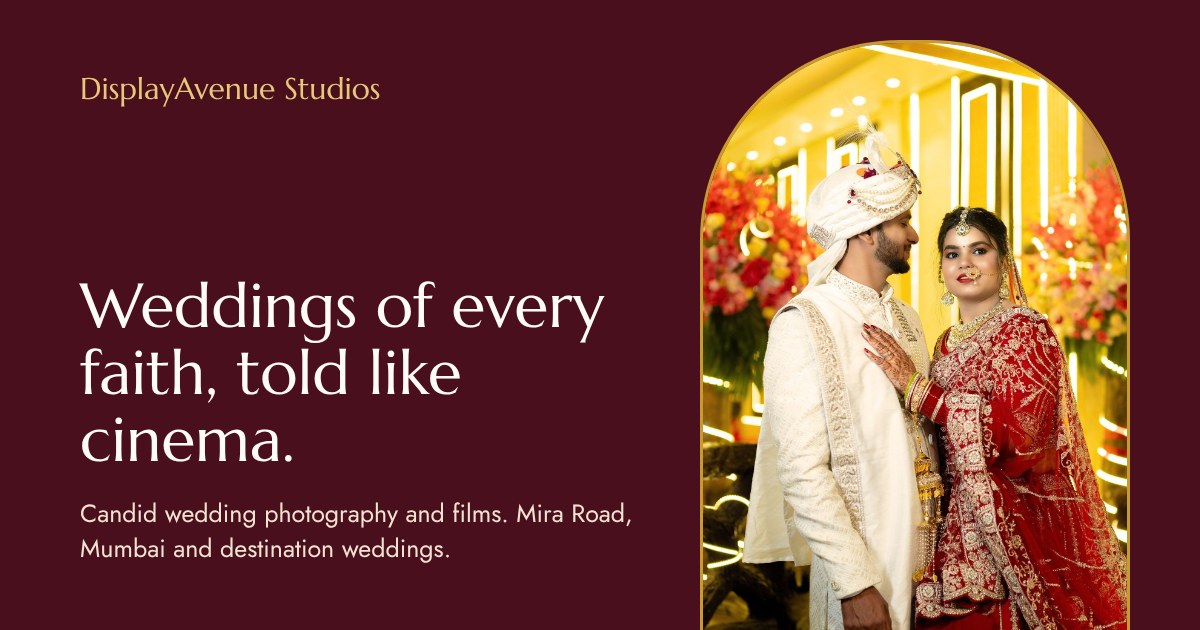 DisplayAvenue Studios
Weddings of every
faith, told like
cinema.
Candid wedding photography and films. Mira Road,
Mumbai and destination weddings.